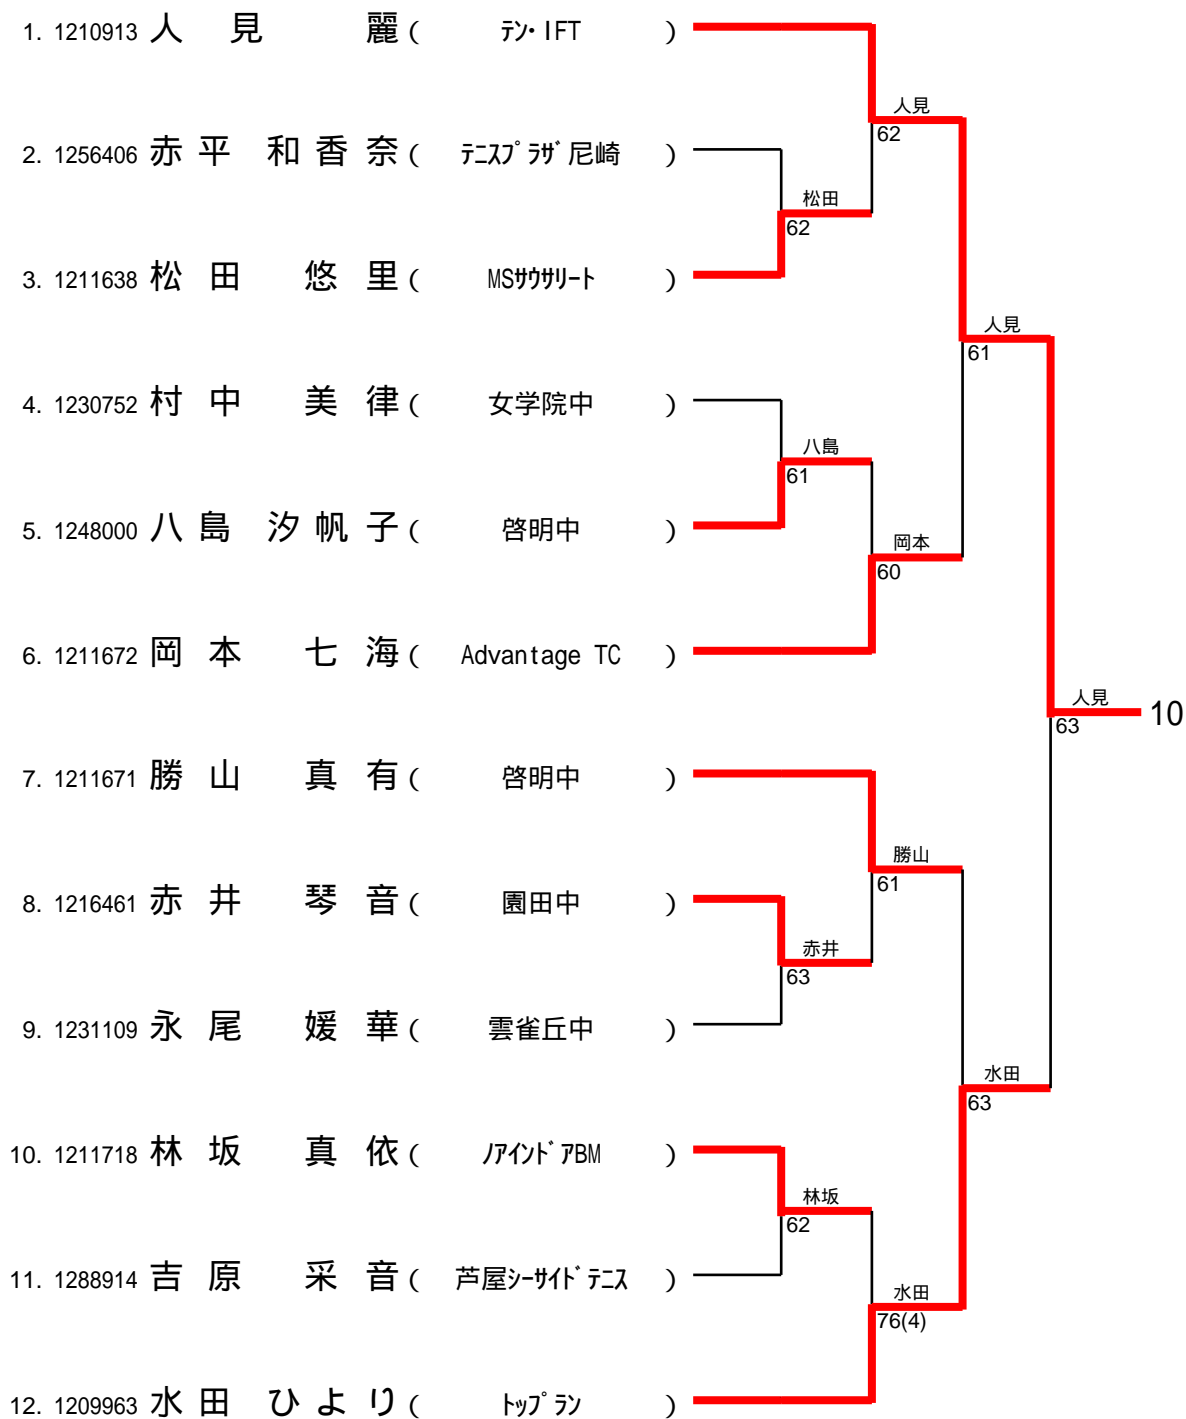 1. 1210913 人 見 麗 ( ﾃﾝ・IFT )
人見
62
2. 1256406 赤 平 和 香 奈 ( ﾃﾆｽﾌﾟﾗｻﾞ尼崎 )
松田
62
3. 1211638 松 田 悠 里 ( MSｻｳｻﾘｰﾄ )
人見
61
4. 1230752 村 中 美 律 ( 女学院中 )
八島
61
5. 1248000 八 島 汐 帆 子 ( 啓明中 )
岡本
60
6. 1211672 岡 本 七 海 ( Advantage TC )
人見
63
10
7. 1211671 勝 山 真 有 ( 啓明中 )
勝山
61
8. 1216461 赤 井 琴 音 ( 園田中 )
赤井
63
9. 1231109 永 尾 媛 華 ( 雲雀丘中 )
水田
63
10. 1211718 林 坂 真 依 ( ﾉｱｲﾝﾄﾞｱBM )
林坂
62
11. 1288914 吉 原 采 音 ( 芦屋ｼｰｻｲﾄﾞﾃﾆｽ )
水田
76(4)
12. 1209963 水 田 ひ よ り ( ﾄｯﾌﾟﾗﾝ )